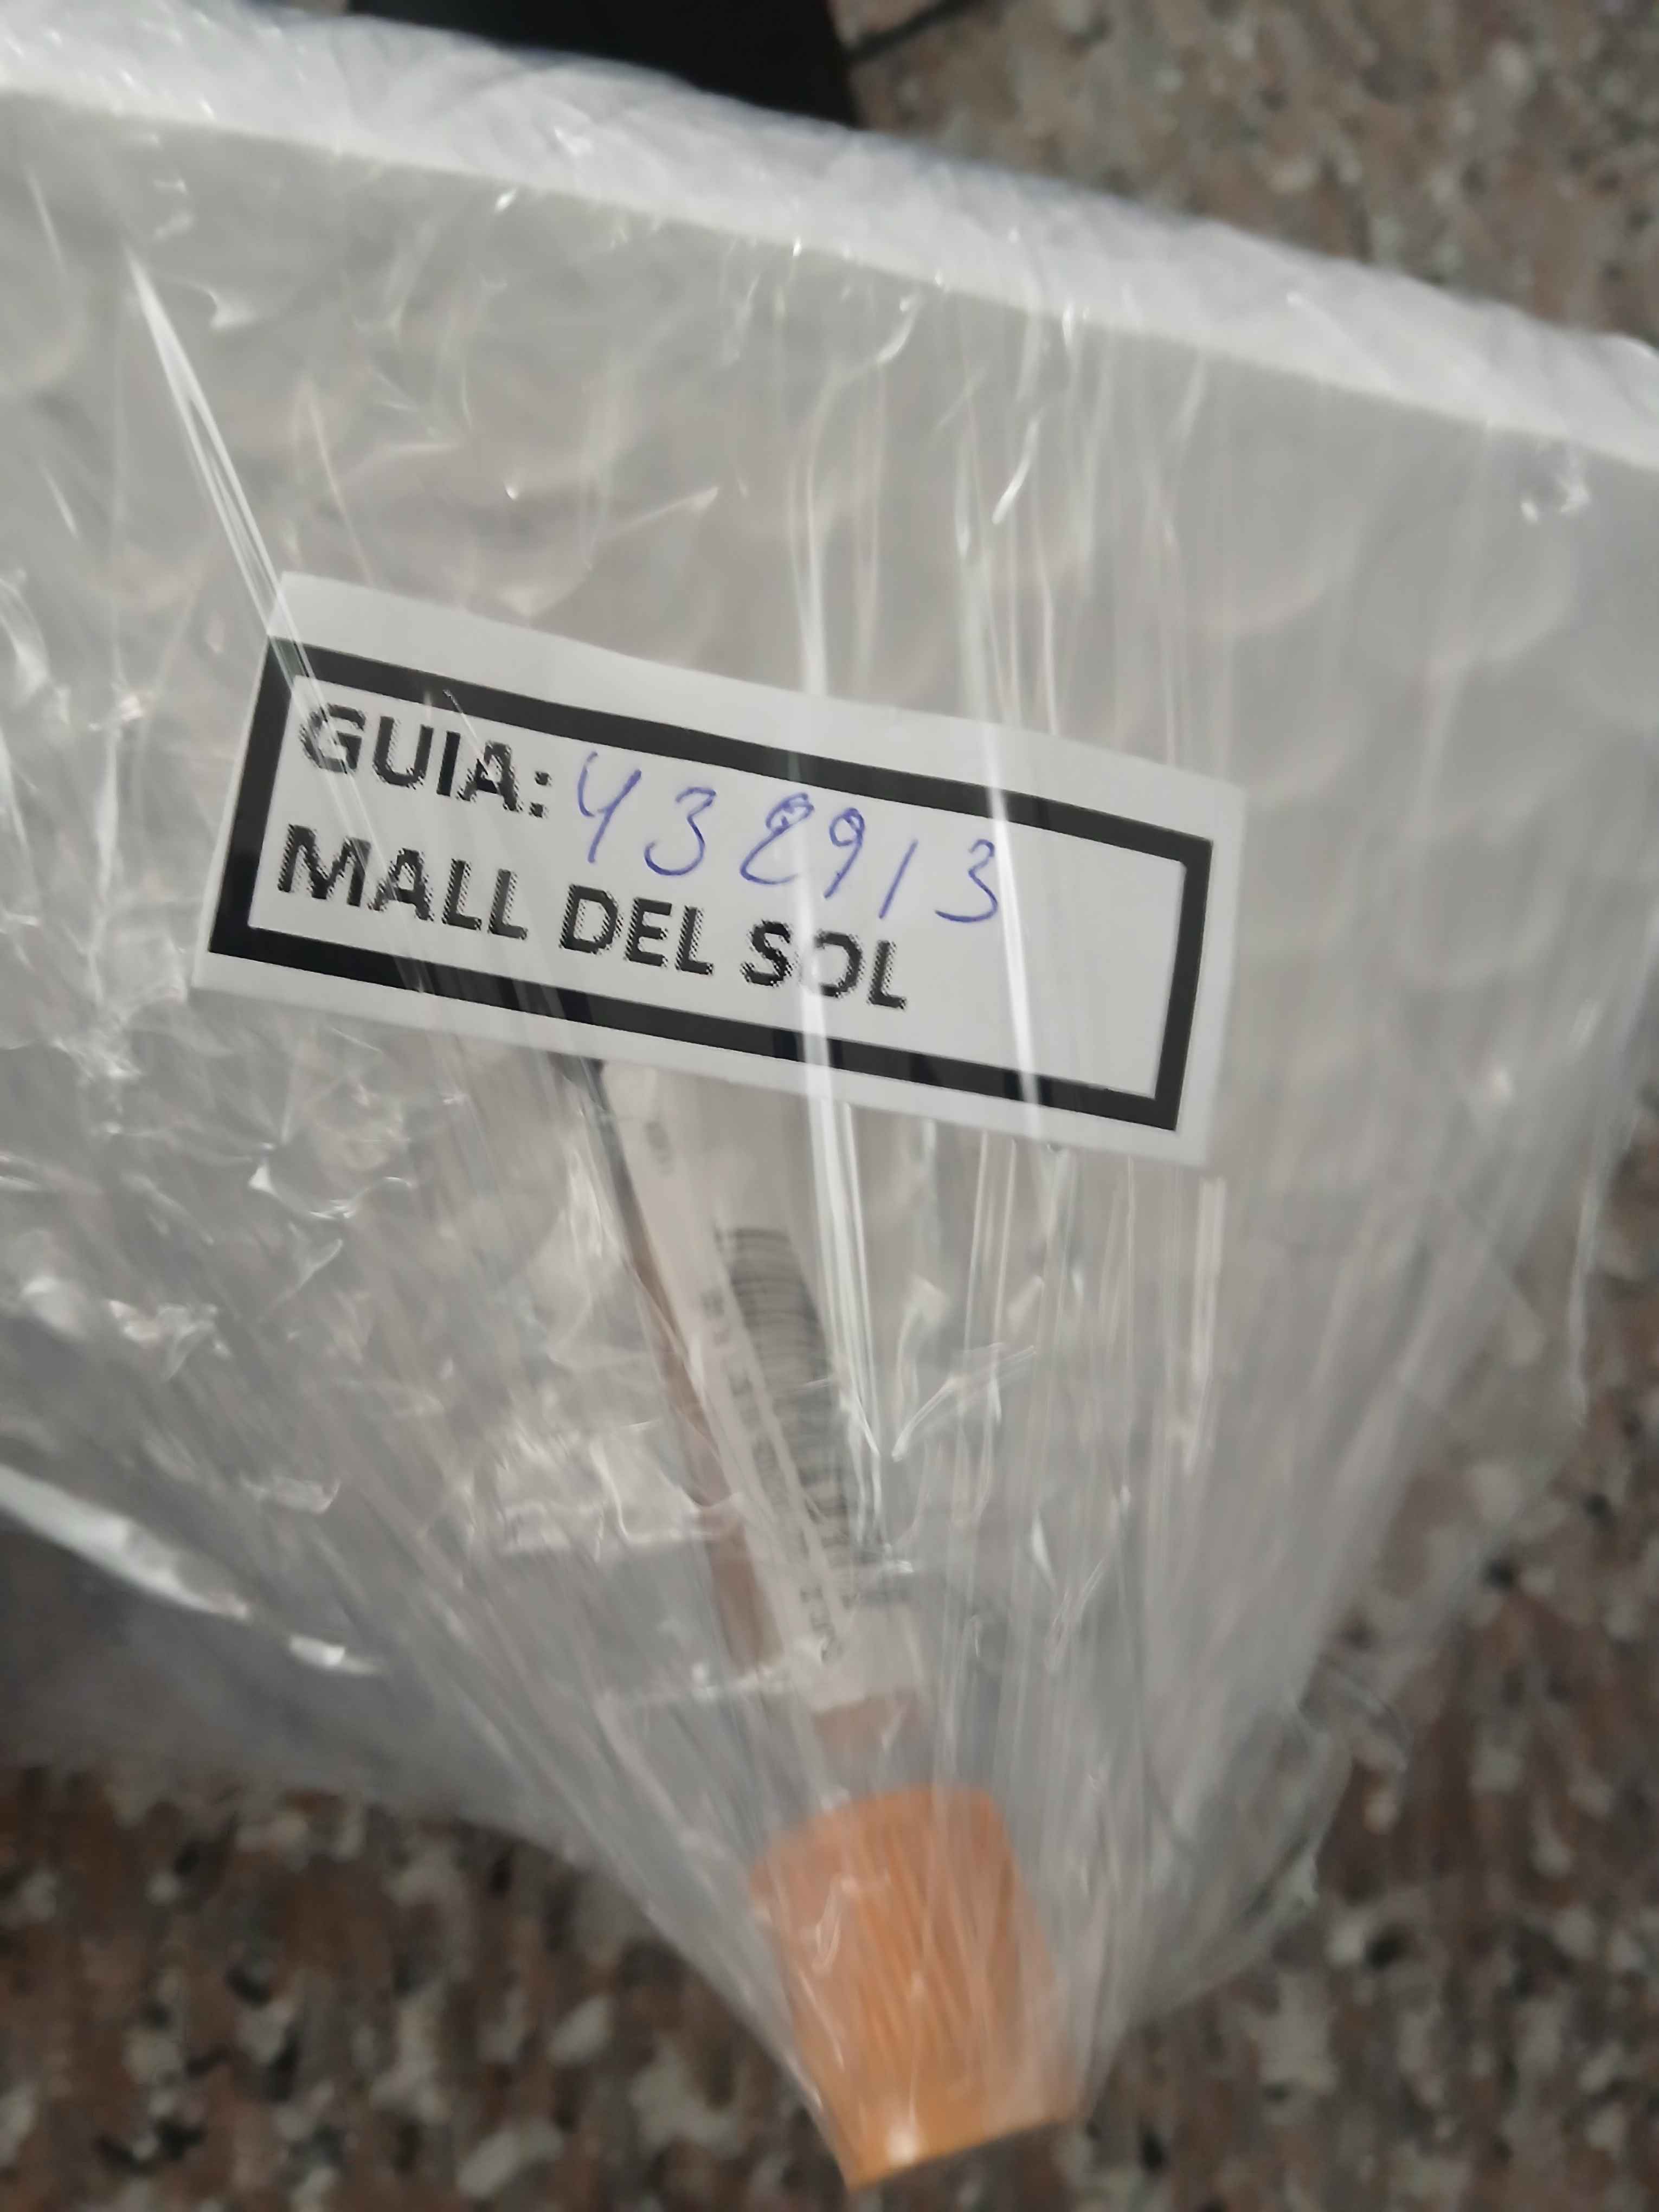 GUIA: 432913
MALL DEL SOL